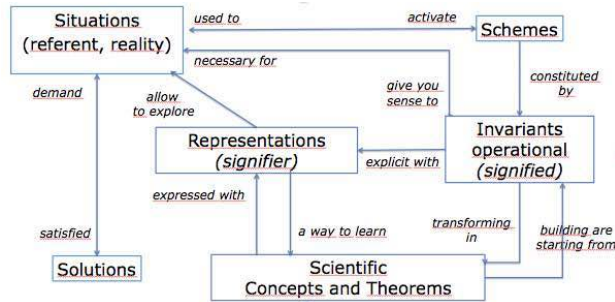 Situations
(referent, reality)
used to
activate
Schemes
necessary for
demand
allow
to explore
give you
sense to
constituted
by
Representations
(signifier)
explicit with
Invariants
operational
(signified)
expressed with
a way to learn
transforming
in
building are
starting from
satisfied
Solutions
Scientific
Concepts and Theorems